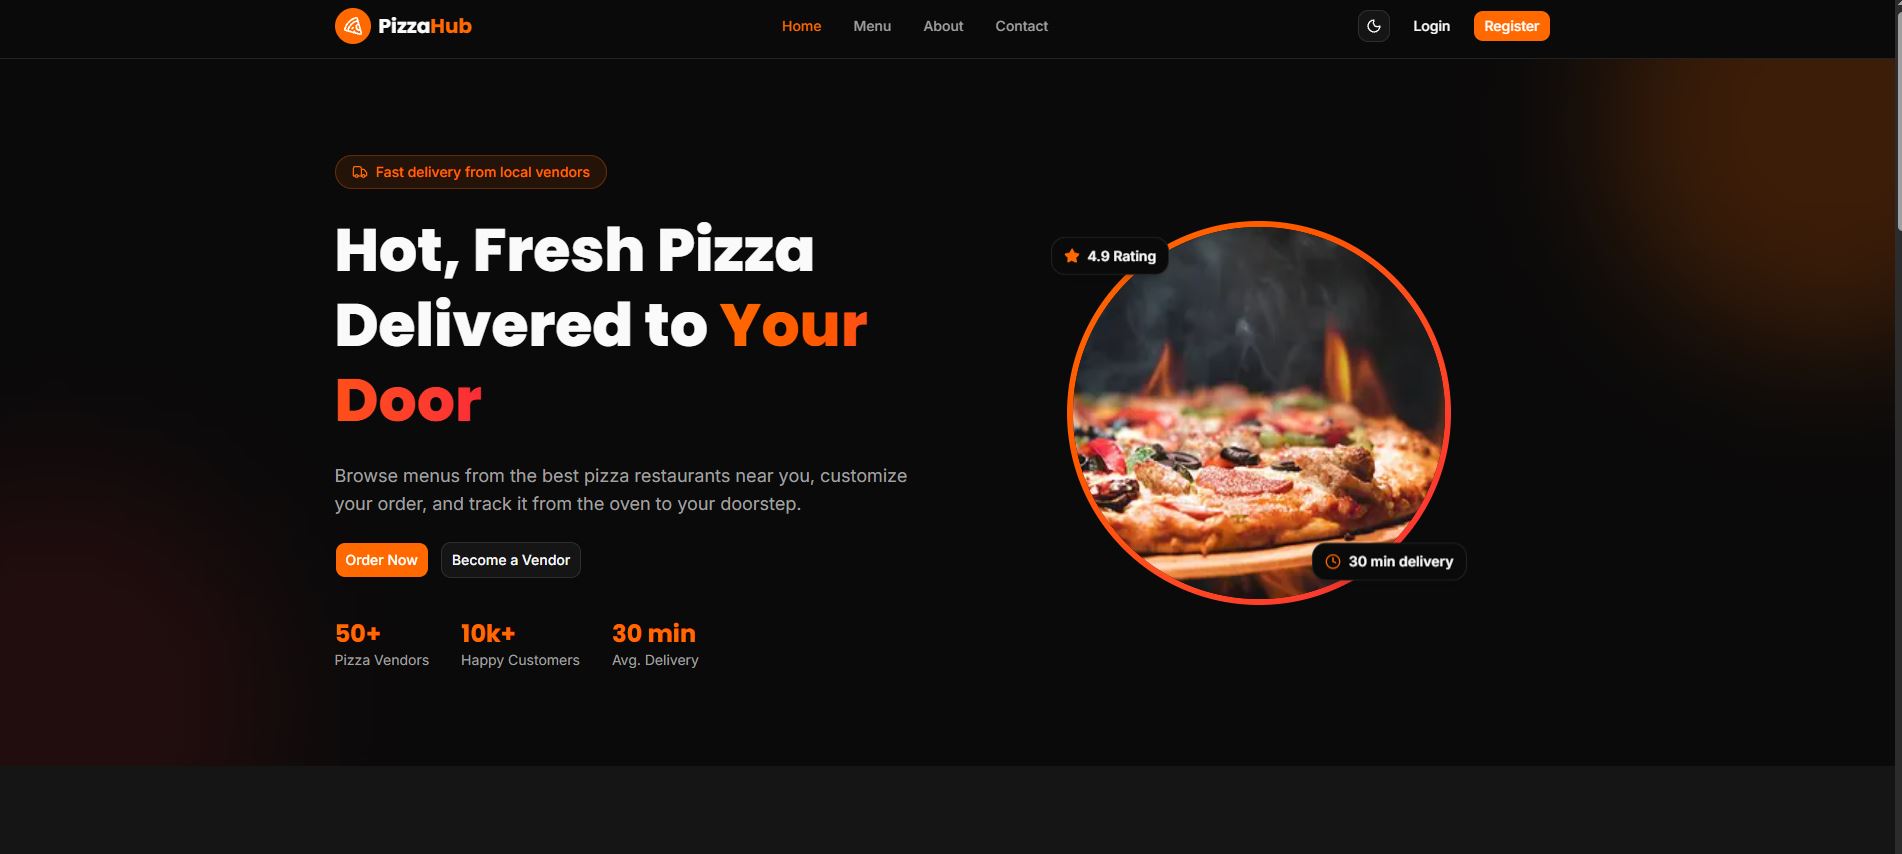 PizzaHub
Home
Menu
About
Contact
Login
Register
Fast delivery from local vendors
Hot, Fresh Pizza
Delivered to Your
Door
Browse menus from the best pizza restaurants near you, customize
your order, and track it from the oven to your doorstep.
Order Now
Become a Vendor
50+
Pizza Vendors
10k+
Happy Customers
30 min
Avg. Delivery
4.9 Rating
30 min delivery